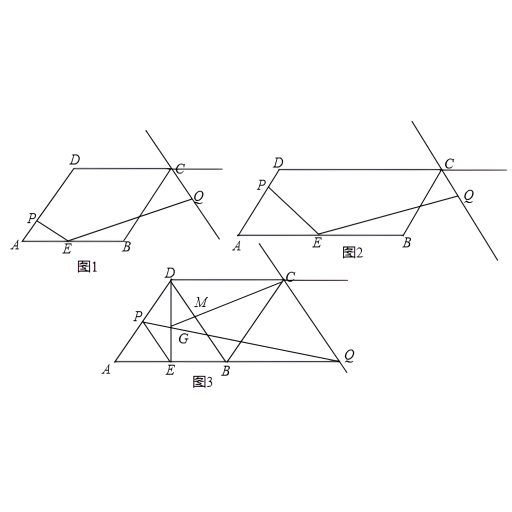 D C Q P A E B
图1
D C P Q A E B
图2
D C M P G Q A E B
图3